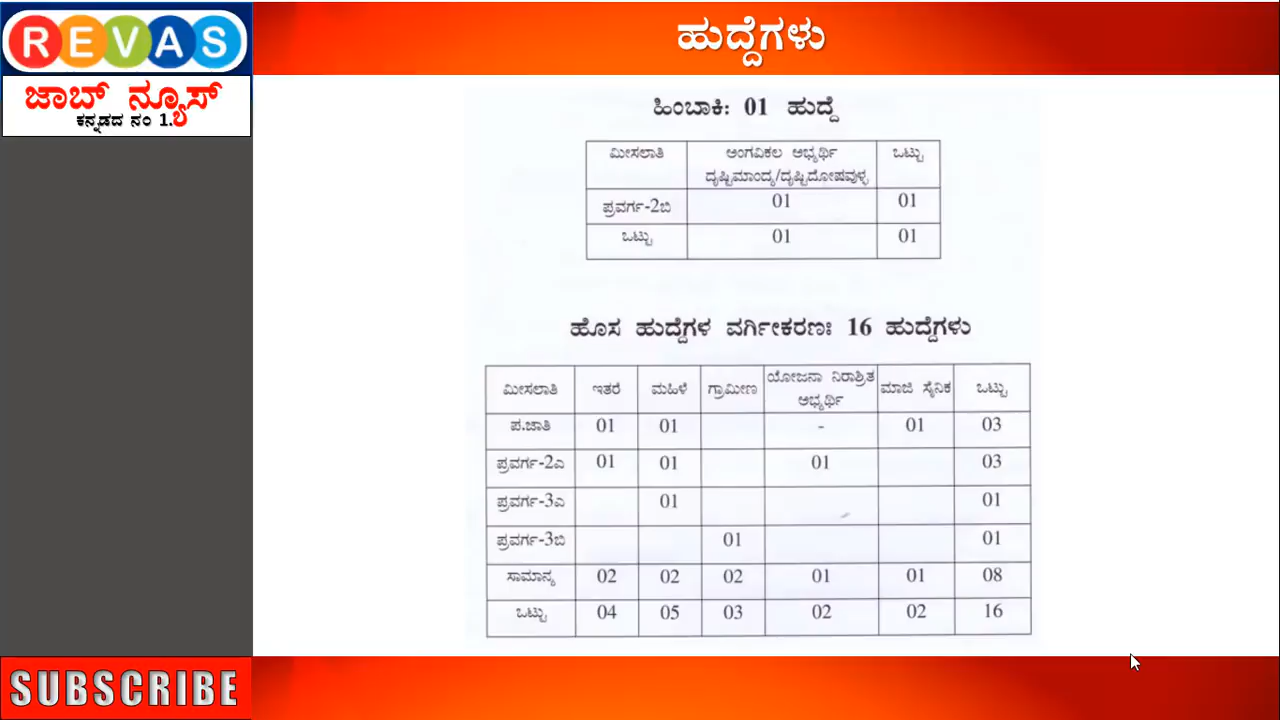 REVAS
ಜಾಬ್ ನ್ಯೂಸ್
ಕನ್ನಡದ ನಂ 1.
ಹುದ್ದೆಗಳು
ಹಿಂಬಾಕಿ: 01 ಹುದ್ದೆ
ಮೀಸಲಾತಿ ಅಂಗವಿಕಲ ಅಭ್ಯರ್ಥಿ ದೃಷ್ಟಿಮಾಂದ್ಯ/ದೃಷ್ಟಿದೋಷವುಳ್ಳ ಒಟ್ಟು
ಪ್ರವರ್ಗ-2ಬಿ 01 01
ಒಟ್ಟು 01 01
ಹೊಸ ಹುದ್ದೆಗಳ ವರ್ಗೀಕರಣಃ 16 ಹುದ್ದೆಗಳು
ಮೀಸಲಾತಿ ಇತರೆ ಮಹಿಳೆ ಗ್ರಾಮೀಣ ಯೋಜನಾ ನಿರಾಶ್ರಿತ ಅಭ್ಯರ್ಥಿ ಮಾಜಿ ಸೈನಿಕ ಒಟ್ಟು
ಪ.ಜಾತಿ 01 01 - 01 03
ಪ್ರವರ್ಗ-2ಎ 01 01 01 03
ಪ್ರವರ್ಗ-3ಎ 01 01
ಪ್ರವರ್ಗ-3ಬಿ 01 01
ಸಾಮಾನ್ಯ 02 02 02 01 01 08
ಒಟ್ಟು 04 05 03 02 02 16
SUBSCRIBE